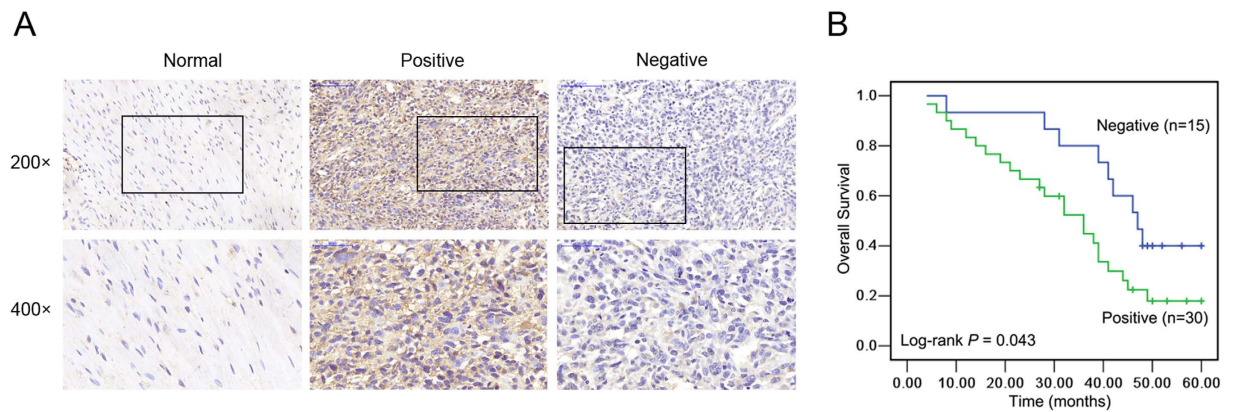 A
B
Normal
Positive
Negative
200×
400×
1.0
0.8
0.6
0.4
0.2
0.0
Overall Survival
Negative (n=15)
Positive (n=30)
Log-rank P = 0.043
0.00 10.00 20.00 30.00 40.00 50.00 60.00
Time (months)